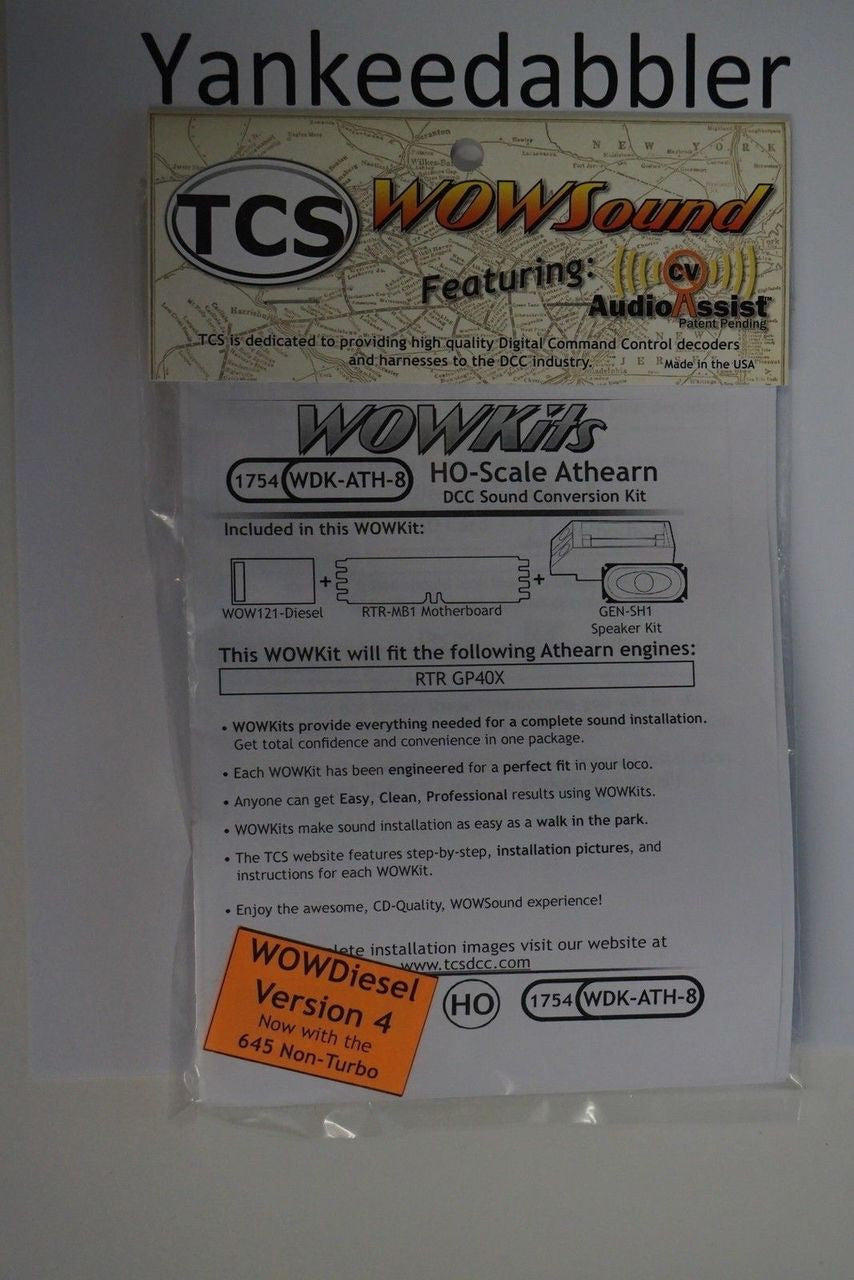 Yankeedabbler
TCS WOWSound
Featuring: CV
AudioAssist™
Patent Pending
TCS is dedicated to providing high quality Digital Command Control decoders
and harnesses to the DCC industry. Made in the USA
WOWKits
1754 WDK-ATH-8 HO-Scale Athearn
DCC Sound Conversion Kit
Included in this WOWKit:
+ +
WOW121-Diesel RTR-MB1 Motherboard GEN-SH1
Speaker Kit
This WOWKit will fit the following Athearn engines:
RTR GP40X
• WOWKits provide everything needed for a complete sound installation.
Get total confidence and convenience in one package.
• Each WOWKit has been engineered for a perfect fit in your loco.
• Anyone can get Easy, Clean, Professional results using WOWKits.
• WOWKits make sound installation as easy as a walk in the park.
• The TCS website features step-by-step, installation pictures, and
instructions for each WOWKit.
• Enjoy the awesome, CD-Quality, WOWSound experience!
lete installation images visit our website at
www.tcsdcc.com
WOWDiesel
Version 4
Now with the
645 Non-Turbo
HO 1754 WDK-ATH-8